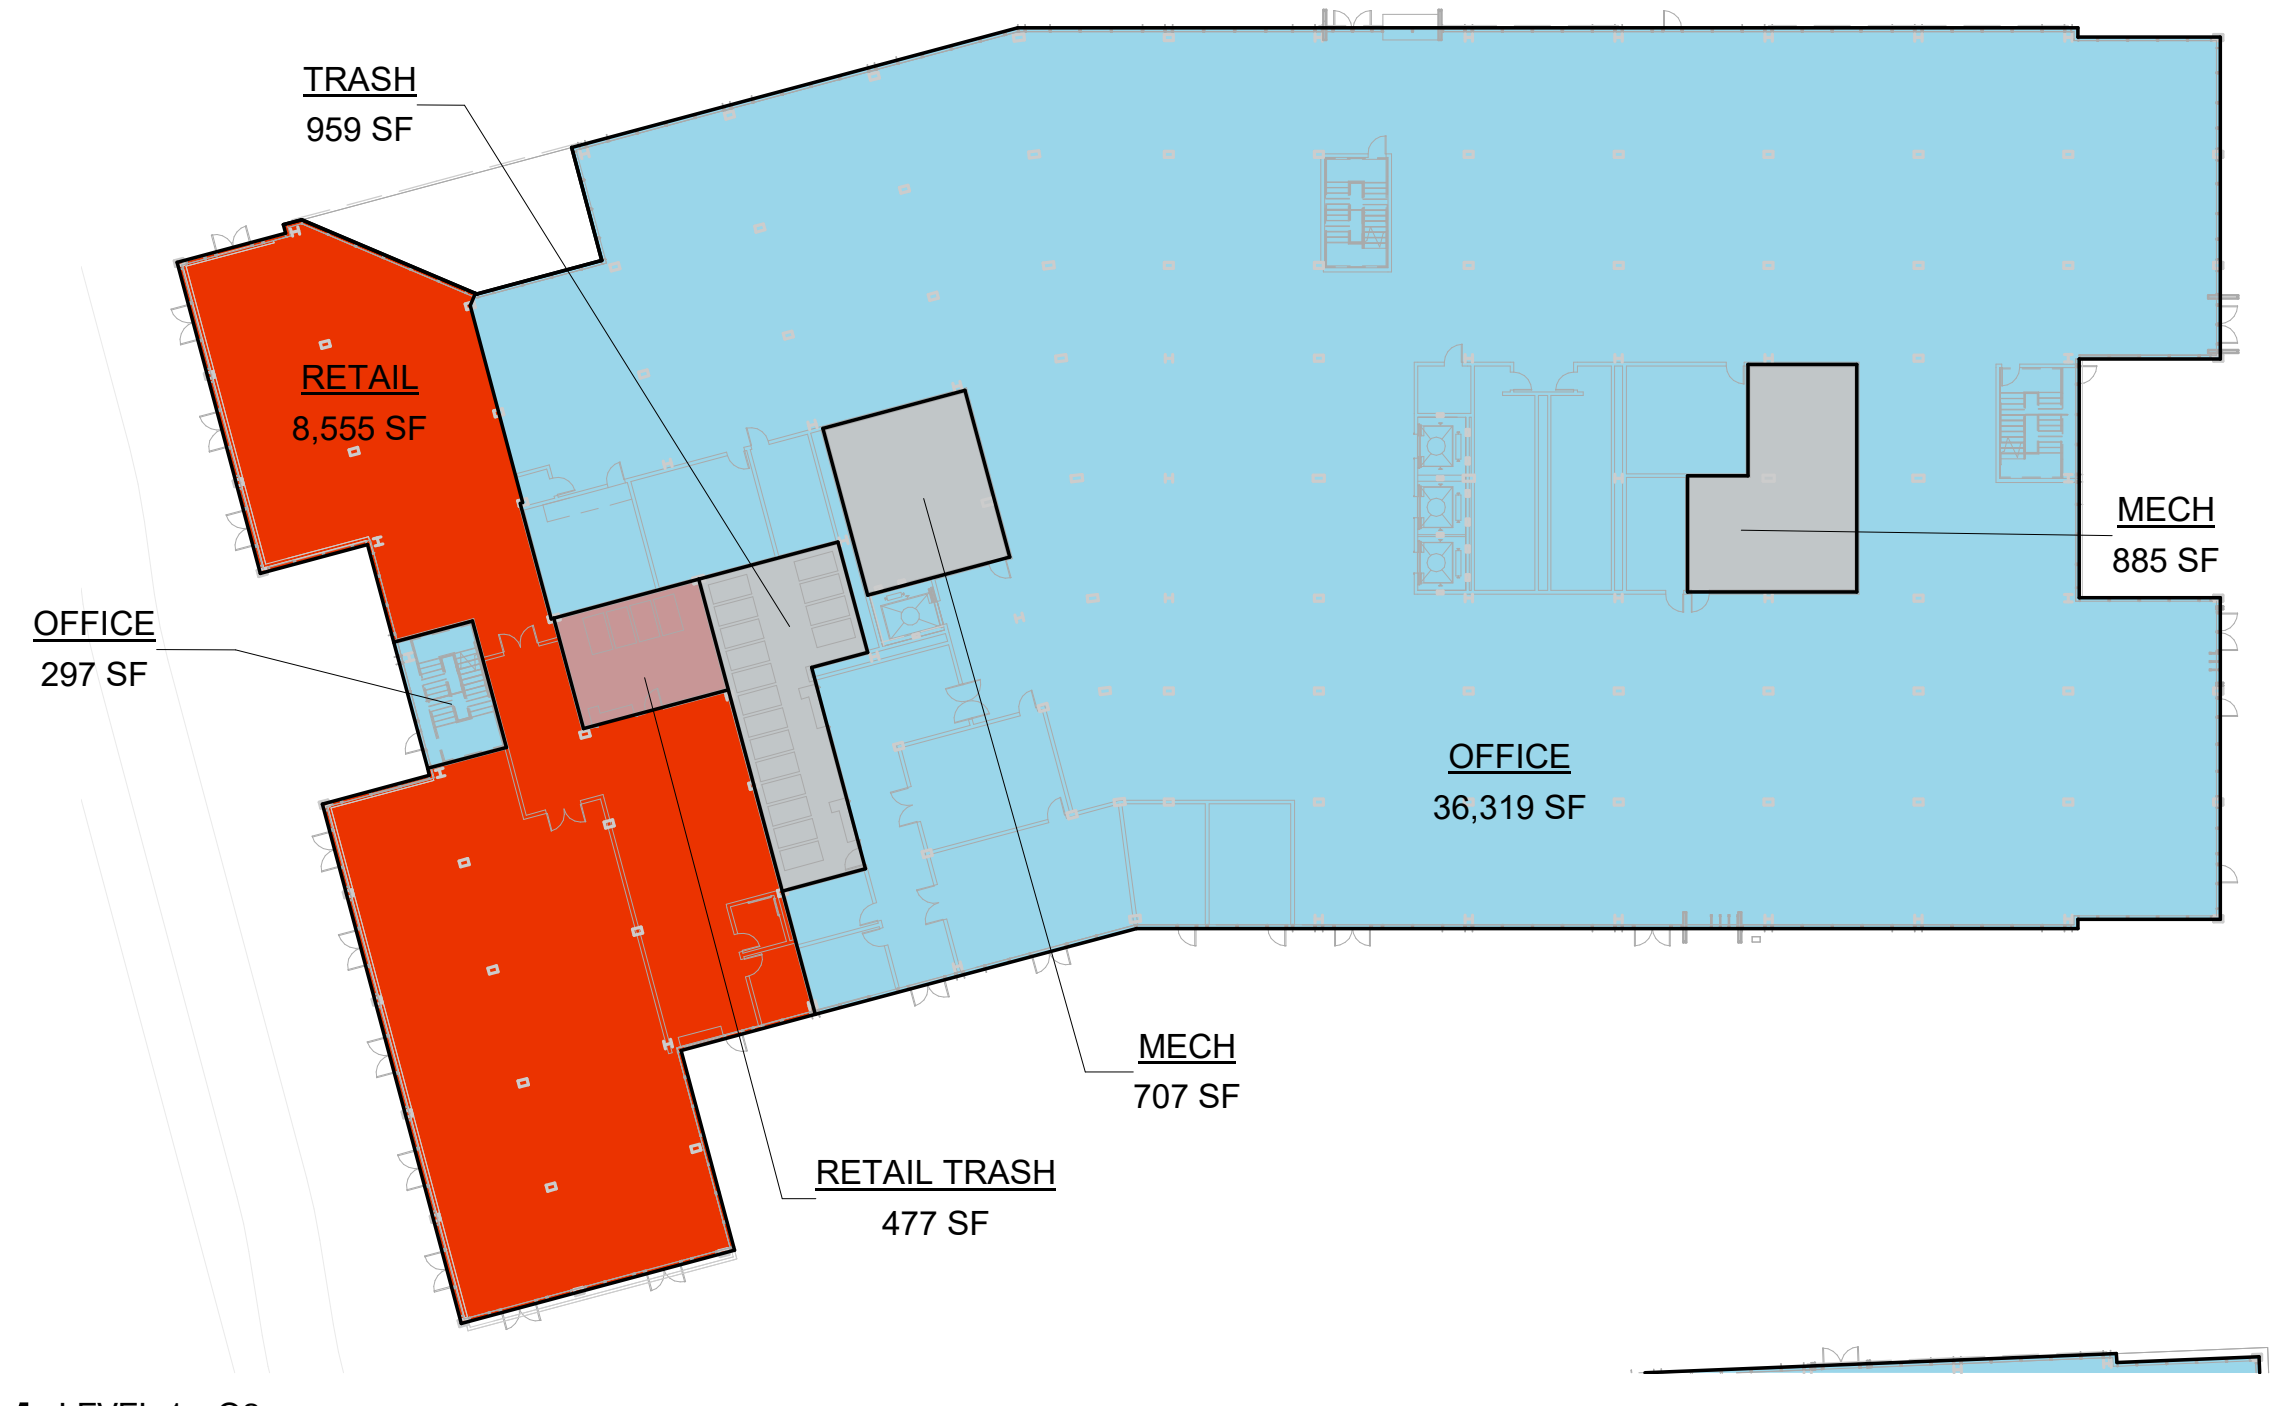 TRASH
959 SF
RETAIL
8,555 SF
MECH
885 SF
OFFICE
297 SF
OFFICE
36,319 SF
MECH
707 SF
RETAIL TRASH
477 SF